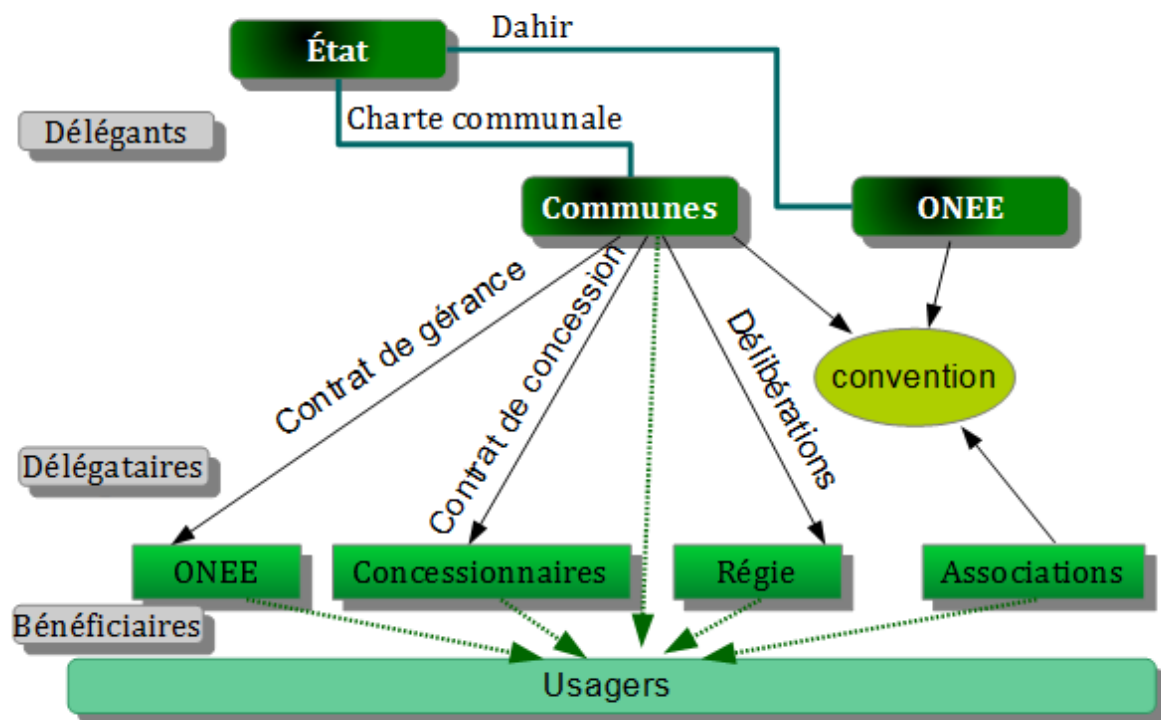 Dahir
État
Charte communale
Délégants
Communes
ONEE
Contrat de gérance
Contrat de concession
Délibérations
convention
Délégataires
ONEE
Concessionnaires
Régie
Associations
Bénéficiaires
Usagers